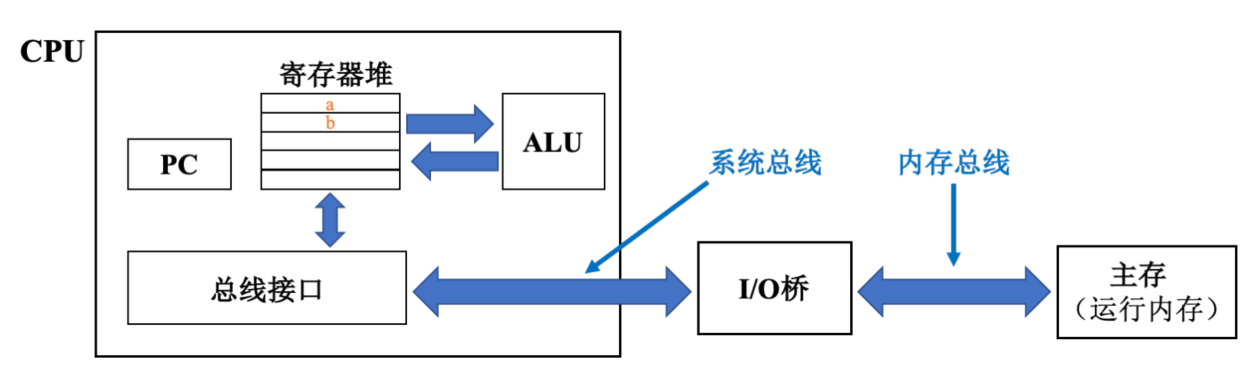 CPU
寄存器堆
a
b
PC
ALU
系统总线
内存总线
总线接口
I/O桥
主存
（运行内存）